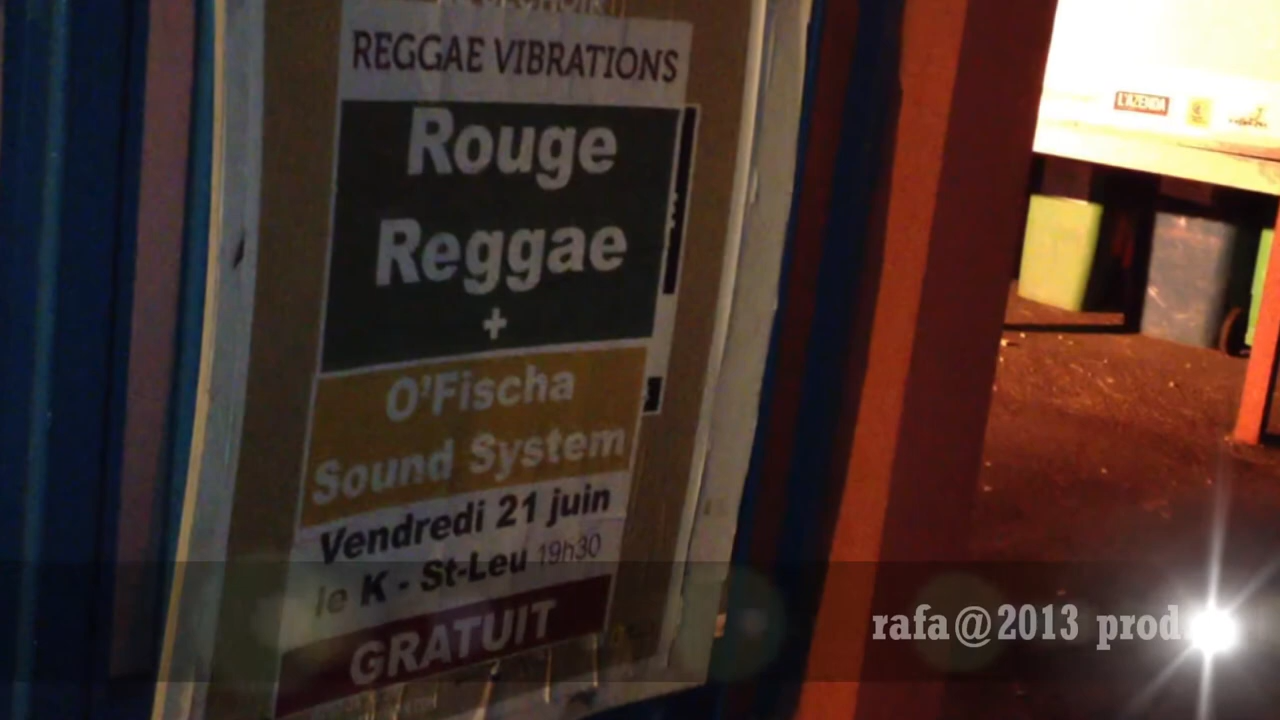 REGGAE VIBRATIONS
Rouge
Reggae
+
O'Fischa
Sound System
Vendredi 21 juin
le K - St-Leu 19h30
GRATUIT
L'AZENDA
rafa@2013 prod.